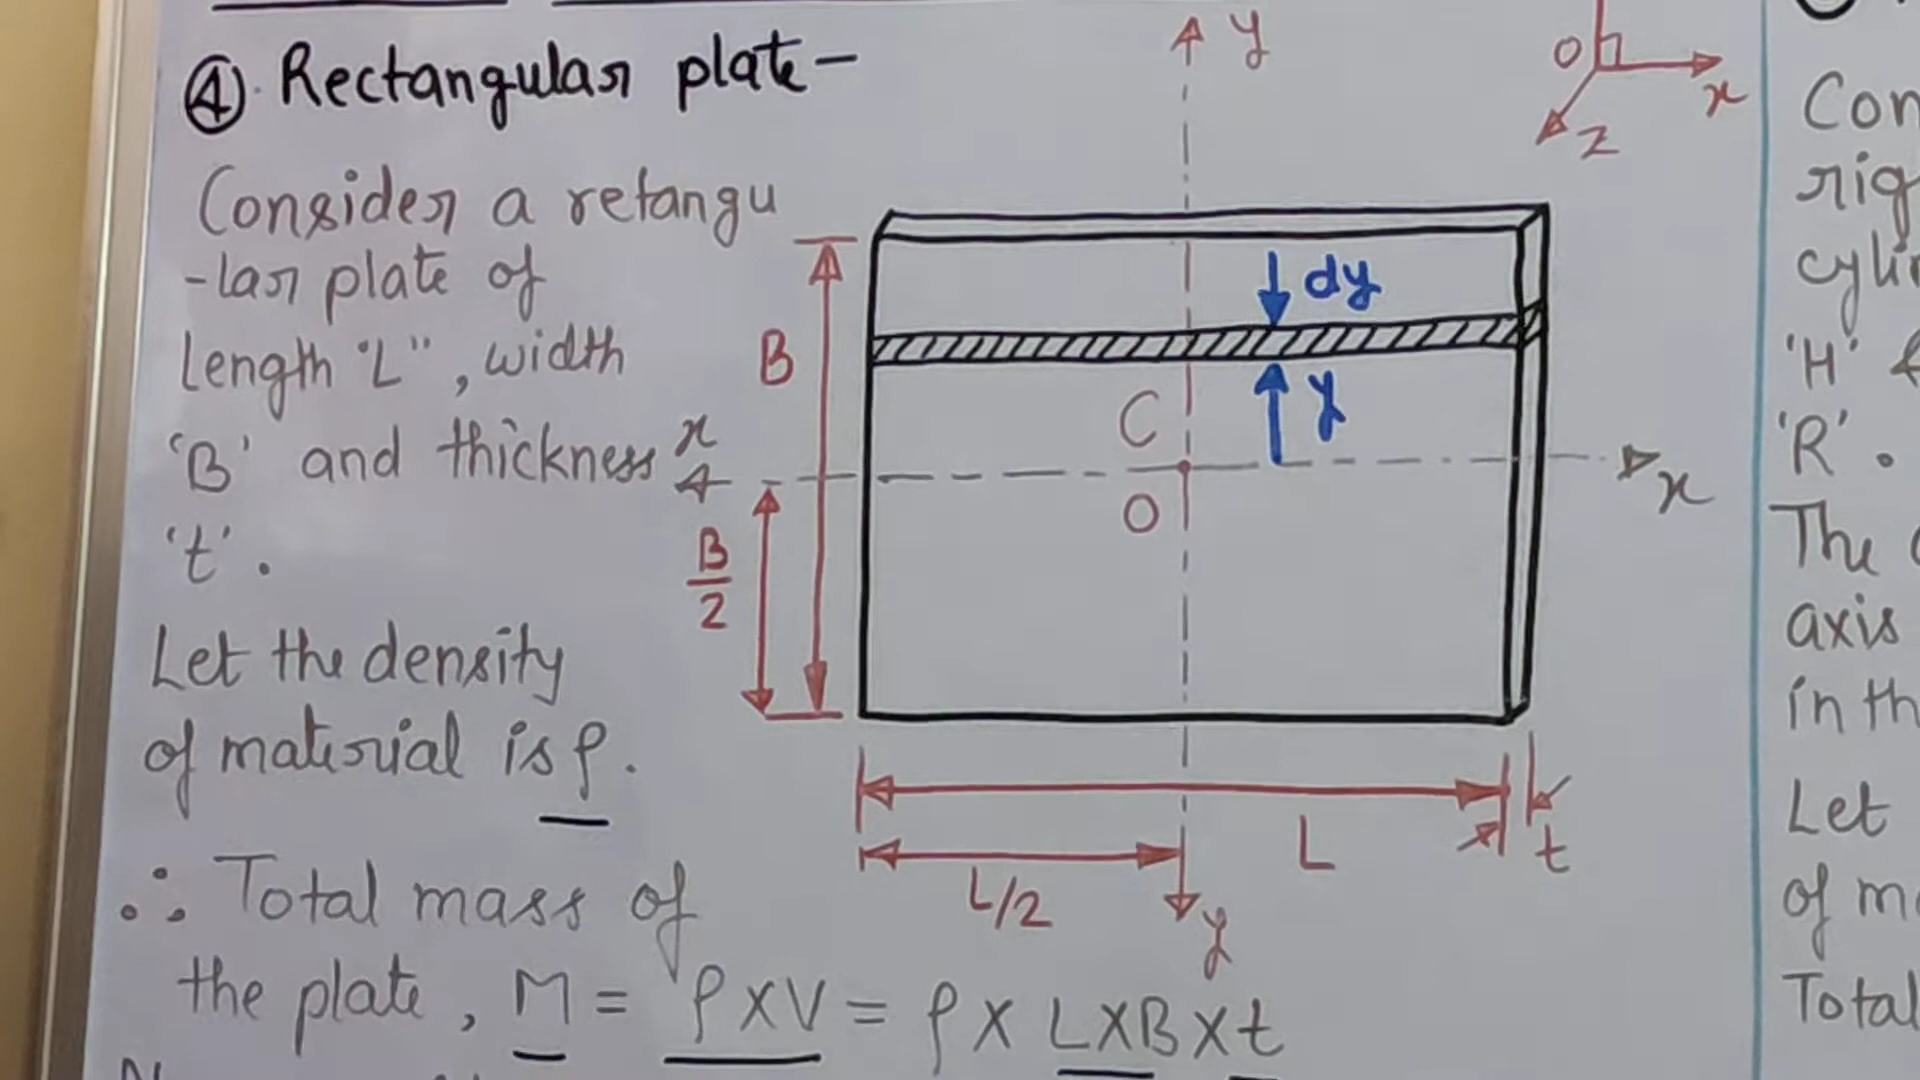 ④. Rectangular plate-
Consider a retangu
-lar plate of
length "L", width
'B' and thickness
't'.
Let the density
of material is ρ.
∴ Total mass of
the plate, M = ρ×V = ρ× L×B×t
y
O
x
z
B
dy
y
C
x
x
O
B/2
L
t
L/2
y
Con
rig
cyli
'H' &
'R'.
The
axis
in th
Let
of m
Total